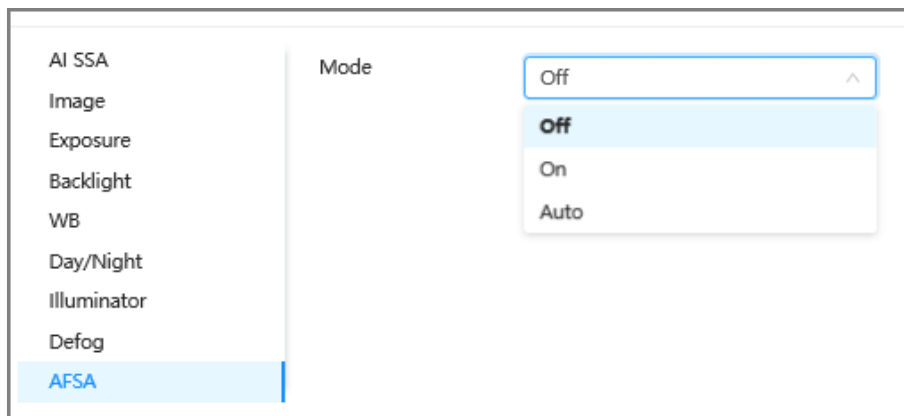 AI SSA
Image
Exposure
Backlight
WB
Day/Night
Illuminator
Defog
AFSA
Mode
Off
Off
On
Auto